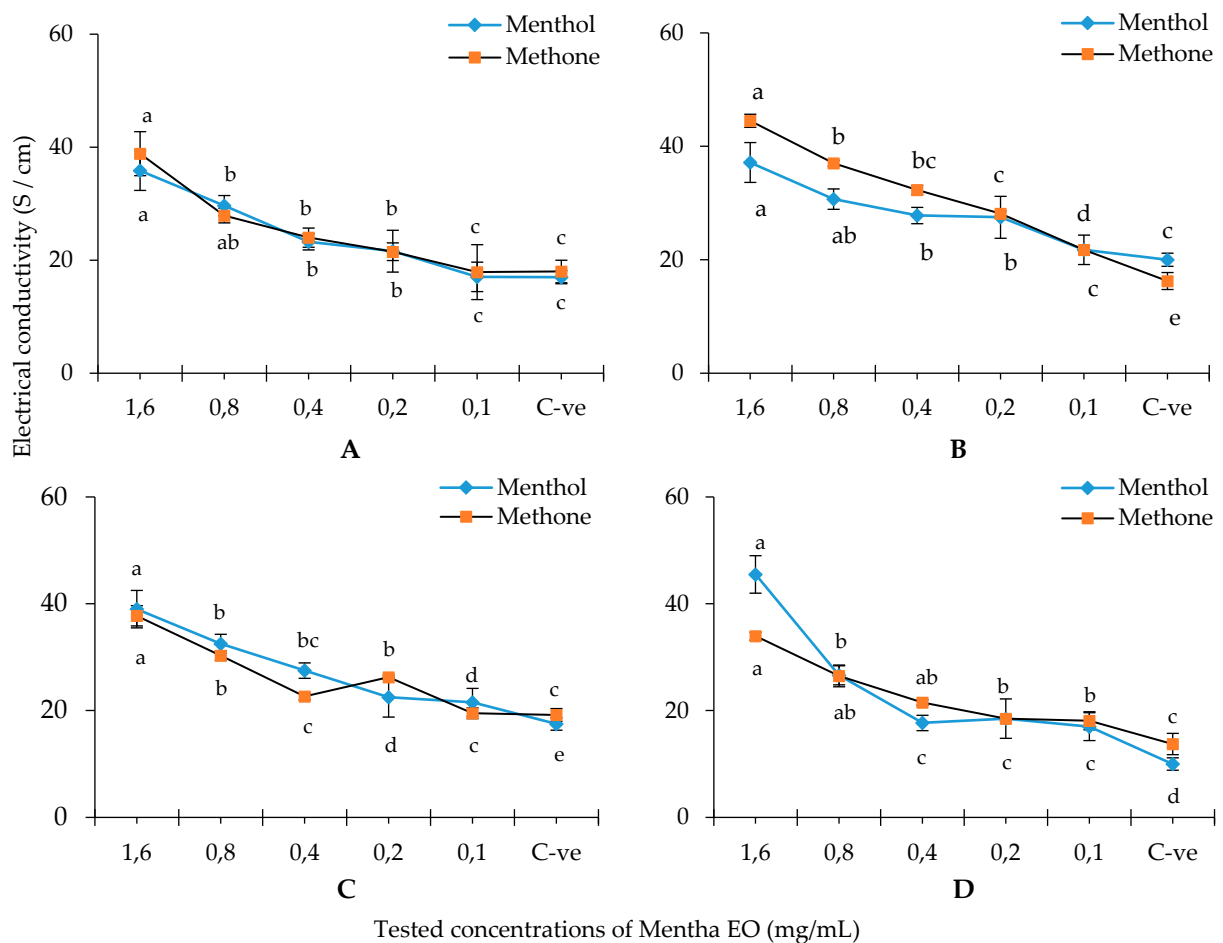 Electrical conductivity (S / cm)
60
40
20
0
Menthol
Methone
a
b
b
b
c
c
a
ab
b
b
c
c
1,6 0,8 0,4 0,2 0,1 C-ve
A
60
40
20
0
Menthol
Methone
a
b
bc
c
d
c
a
ab
b
b
c
e
1,6 0,8 0,4 0,2 0,1 C-ve
B
60
40
20
0
Menthol
Methone
a
b
bc
b
d
c
a
b
c
d
c
e
1,6 0,8 0,4 0,2 0,1 C-ve
C
60
40
20
0
Menthol
Methone
a
b
ab
b
b
c
a
ab
c
c
c
d
1,6 0,8 0,4 0,2 0,1 C-ve
D
Tested concentrations of Mentha EO (mg/mL)